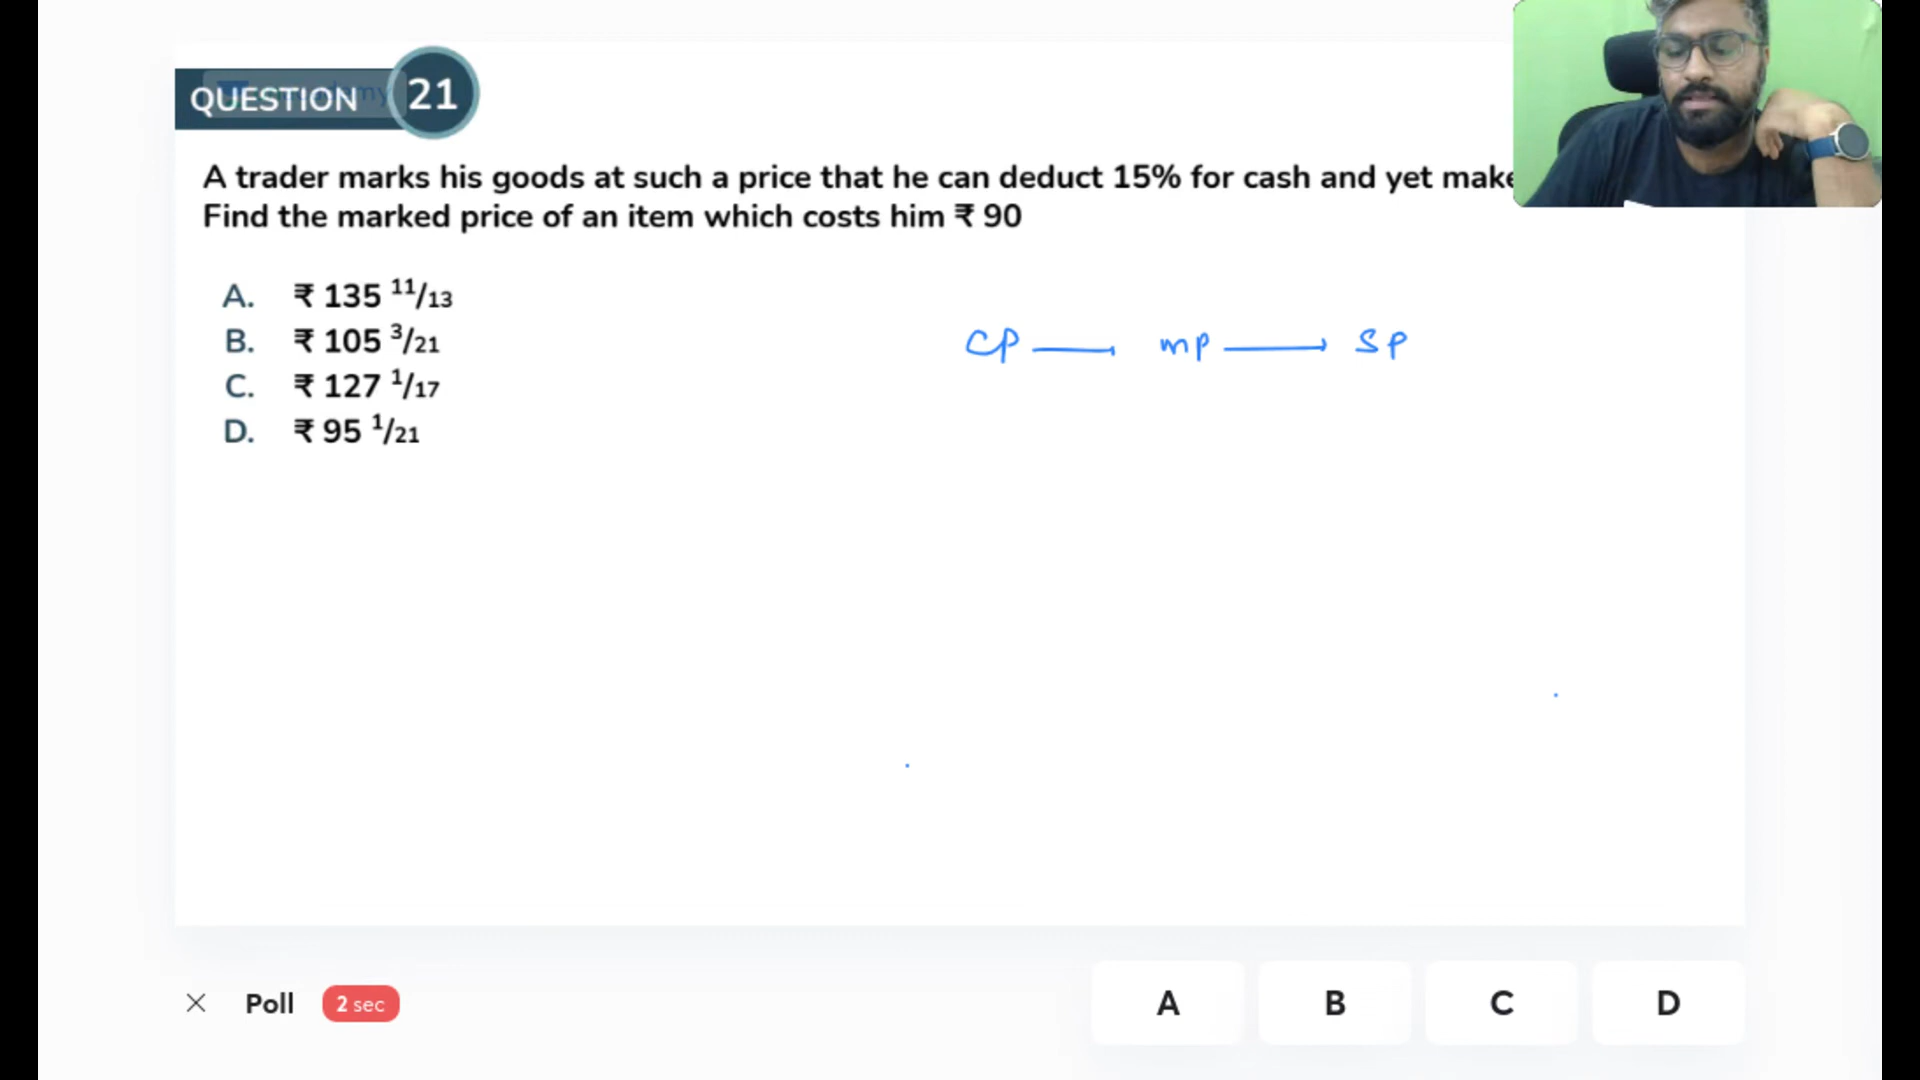 QUESTION 21
A trader marks his goods at such a price that he can deduct 15% for cash and yet make
Find the marked price of an item which costs him ₹ 90
A. ₹ 135 11/13
B. ₹ 105 3/21
C. ₹ 127 1/17
D. ₹ 95 1/21
CP mp SP
Poll 2 sec A B C D